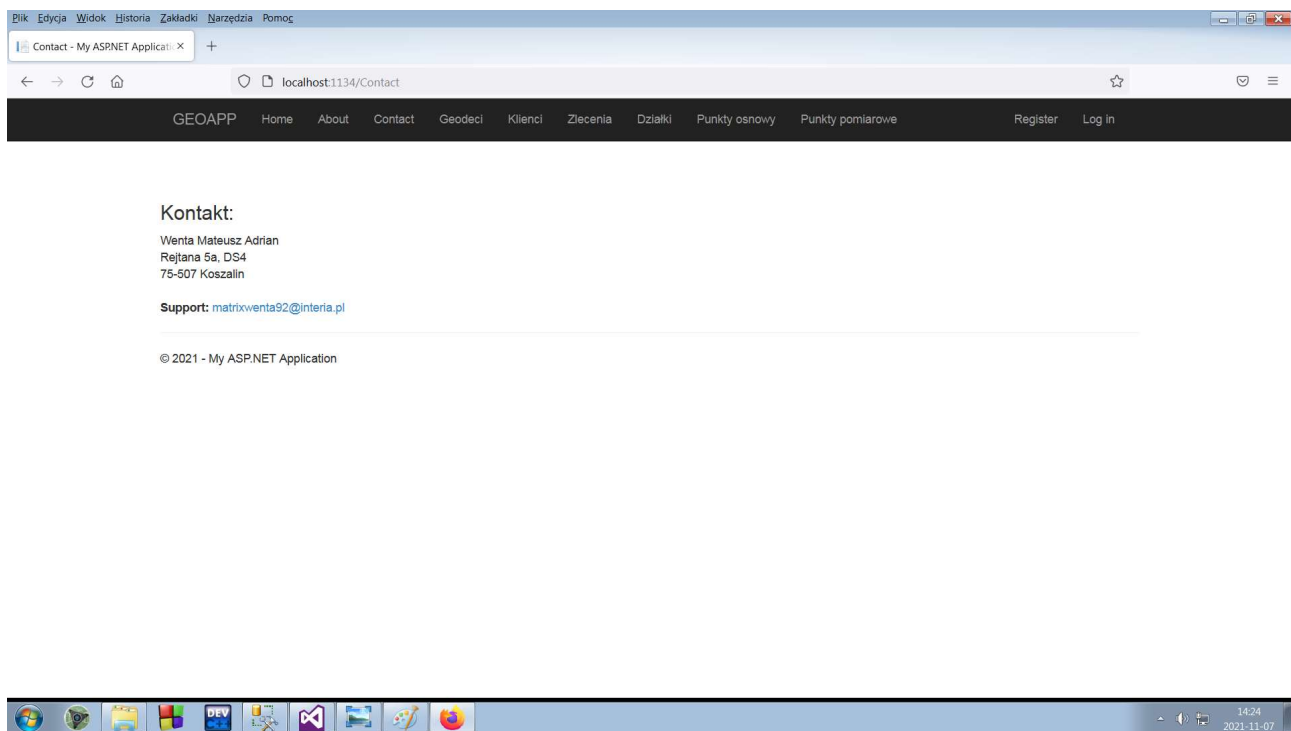 Plik Edycja Widok Historia Zakładki Narzędzia Pomoc
Contact - My ASP.NET Applicati
localhost:1134/Contact
GEOAPP Home About Contact Geodeci Klienci Zlecenia Działki Punkty osnowy Punkty pomiarowe Register Log in
Kontakt:
Wenta Mateusz Adrian
Rejtana 5a, DS4
75-507 Koszalin
Support: matrixwenta92@interia.pl
© 2021 - My ASP.NET Application
DEV
C++
14:24
2021-11-07